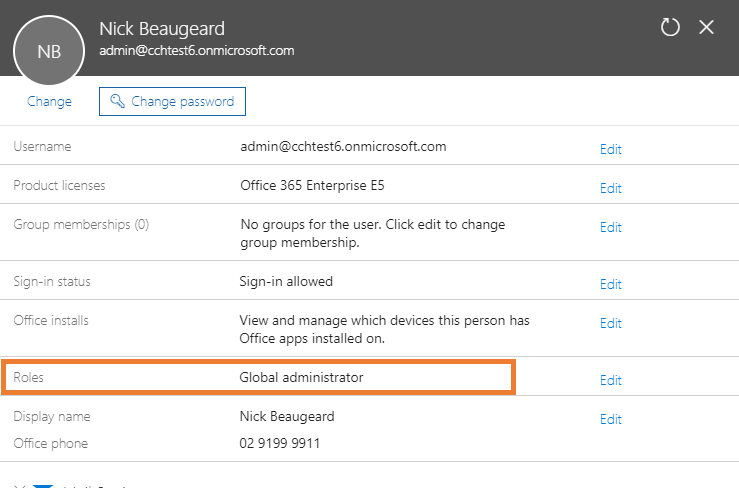 NB
Nick Beaugeard
admin@cchtest6.onmicrosoft.com
Change
Change password
Username admin@cchtest6.onmicrosoft.com Edit
Product licenses Office 365 Enterprise E5 Edit
Group memberships (0) No groups for the user. Click edit to change Edit
group membership.
Sign-in status Sign-in allowed Edit
Office installs View and manage which devices this person has Edit
Office apps installed on.
Roles Global administrator Edit
Display name Nick Beaugeard Edit
Office phone 02 9199 9911